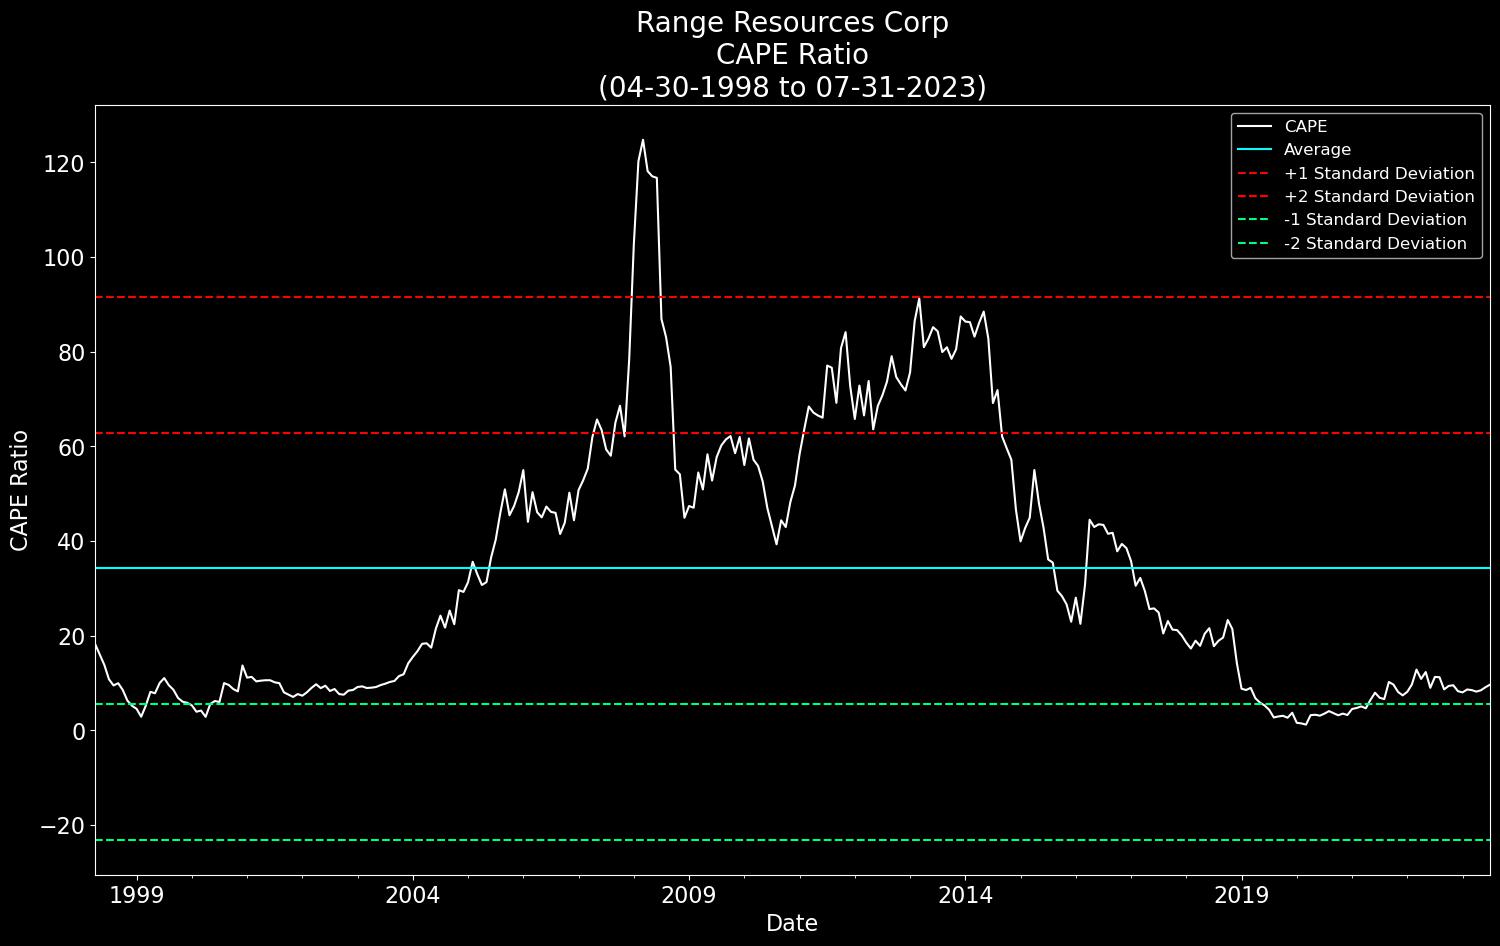 Range Resources Corp
CAPE Ratio
(04-30-1998 to 07-31-2023)
CAPE
Average
+1 Standard Deviation
+2 Standard Deviation
-1 Standard Deviation
-2 Standard Deviation
120
100
80
60
40
20
0
−20
CAPE Ratio
1999
2004
2009
2014
2019
Date